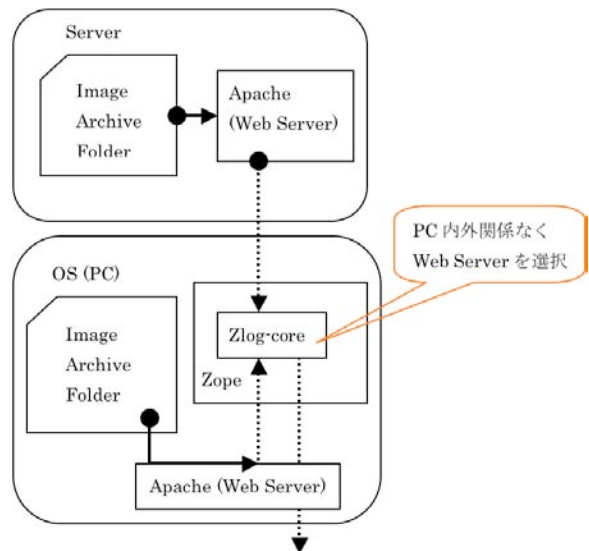 Server
Image
Archive
Folder
Apache
(Web Server)
PC 内外関係なく
Web Server を選択
OS (PC)
Image
Archive
Folder
Zlog-core
Zope
Apache (Web Server)